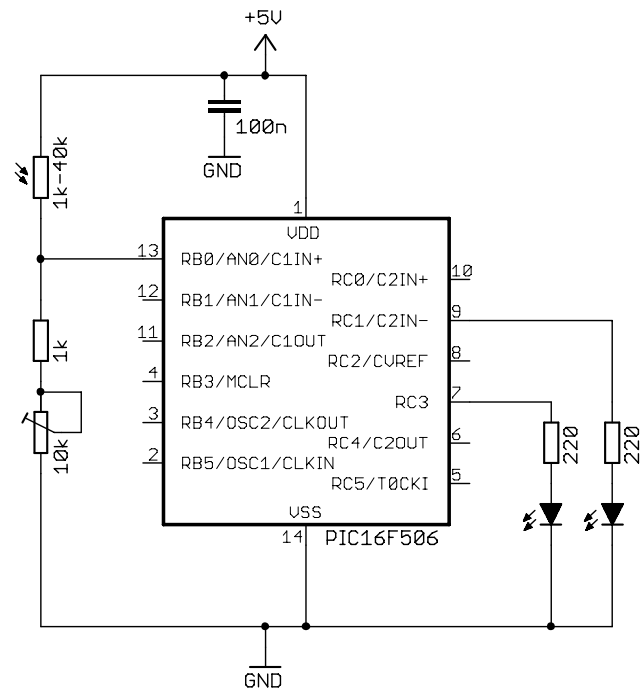 +5V
100n
GND
1k-40k
1
VDD
13
RB0/AN0/C1IN+
10
RC0/C2IN+
12
RB1/AN1/C1IN-
9
RC1/C2IN-
11
RB2/AN2/C1OUT
8
RC2/CVREF
1k
4
RB3/MCLR
7
RC3
3
RB4/OSC2/CLKOUT
6
RC4/C2OUT
10k
2
RB5/OSC1/CLKIN
5
RC5/T0CKI
220
220
VSS
14
PIC16F506
GND